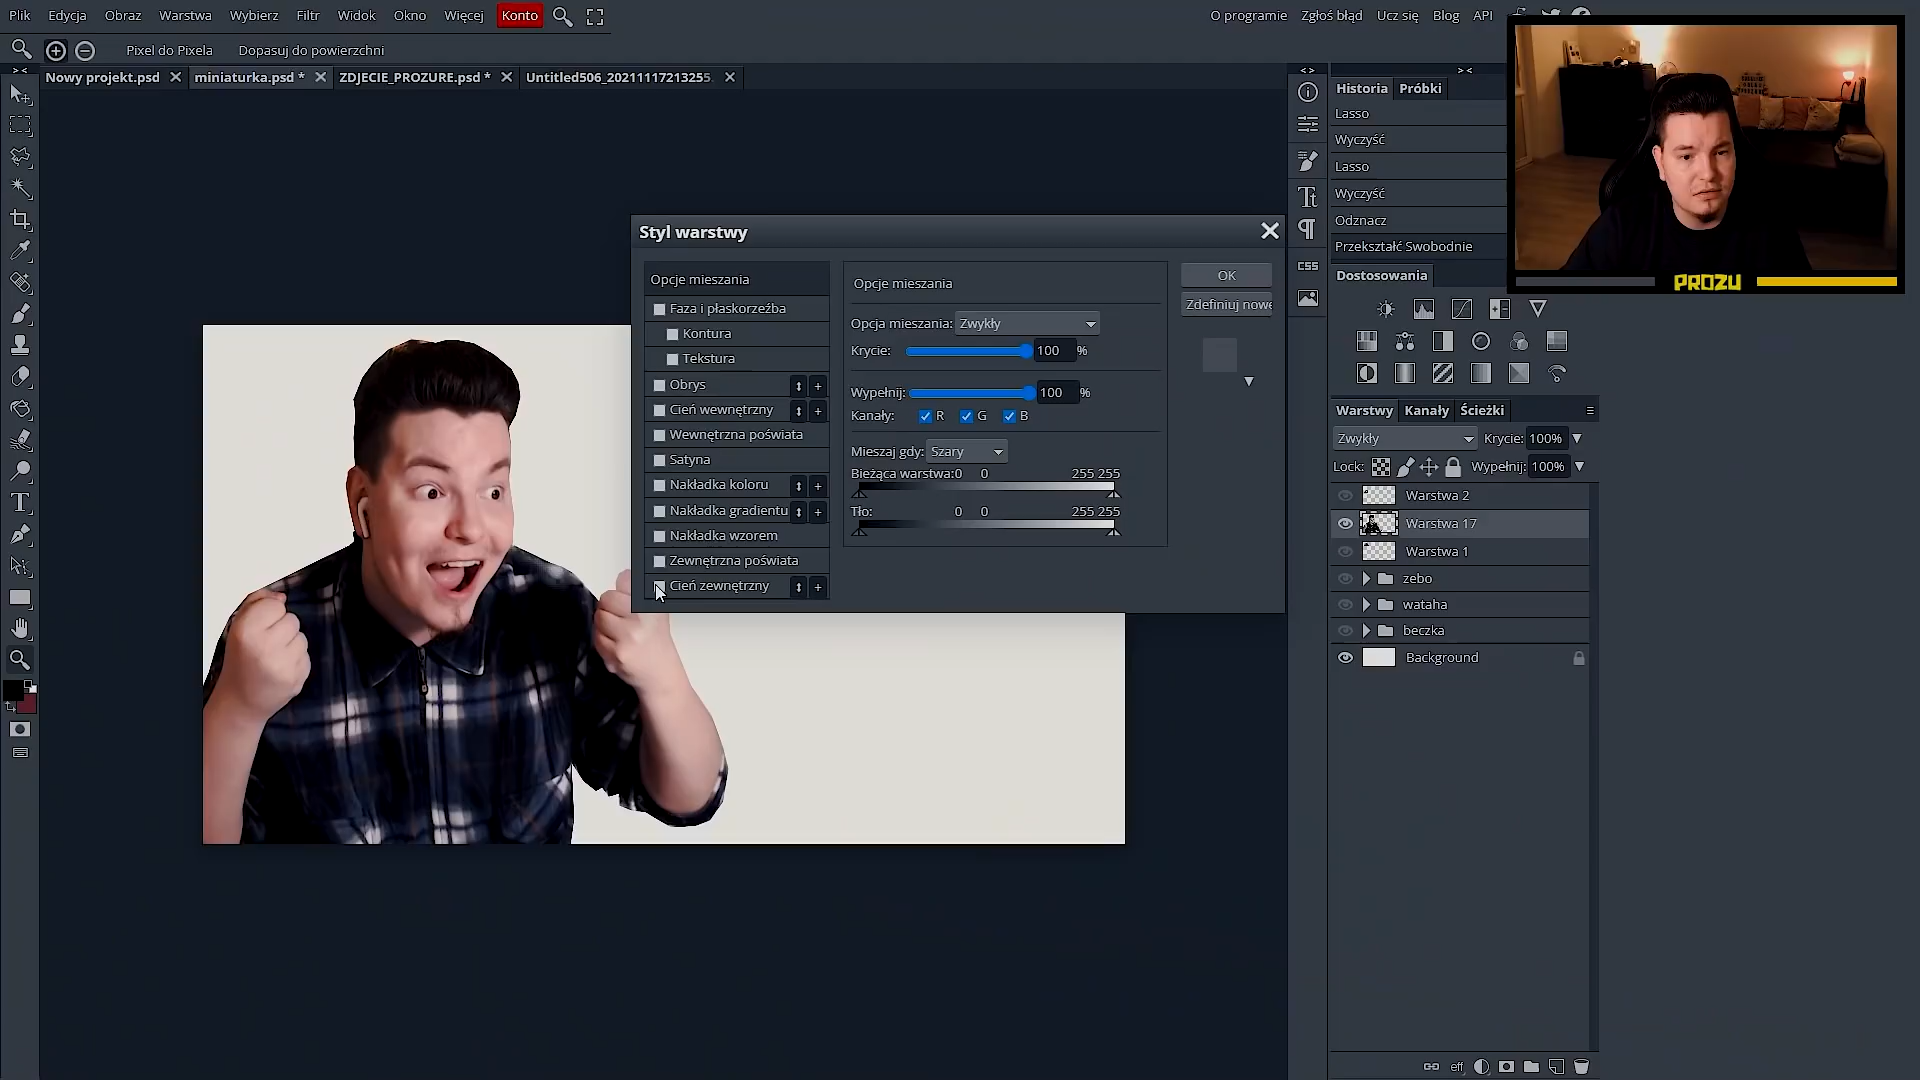 Plik Edycja Obraz Warstwa Wybierz Filtr Widok Okno Więcej Konto O programie Zgłoś błąd Ucz się Blog API
Pixel do Pixela Dopasuj do powierzchni
Nowy projekt.psd miniaturka.psd * ZDJECIE_PROZURE.psd * Untitled506_20211117213255
Historia Próbki
Lasso
Wyczyść
Lasso
Wyczyść
Odznacz
Przekształć Swobodnie
PROZU
Dostosowania
Styl warstwy
Opcje mieszania
Faza i płaskorzeźba
Kontura
Tekstura
Obrys
Cień wewnętrzny
Wewnętrzna poświata
Satyna
Nakładka koloru
Nakładka gradientu
Nakładka wzorem
Zewnętrzna poświata
Cień zewnętrzny
Opcje mieszania
Opcja mieszania: Zwykły
Krycie: 100 %
Wypełnij: 100 %
Kanały: R G B
Mieszaj gdy: Szary
Bieżąca warstwa:0 0 255 255
Tło: 0 0 255 255
OK
Zdefiniuj nowe
CSS
Warstwy Kanały Ścieżki
Zwykły Krycie: 100%
Lock: Wypełnij: 100%
Warstwa 2
Warstwa 17
Warstwa 1
zebo
wataha
beczka
Background
eff